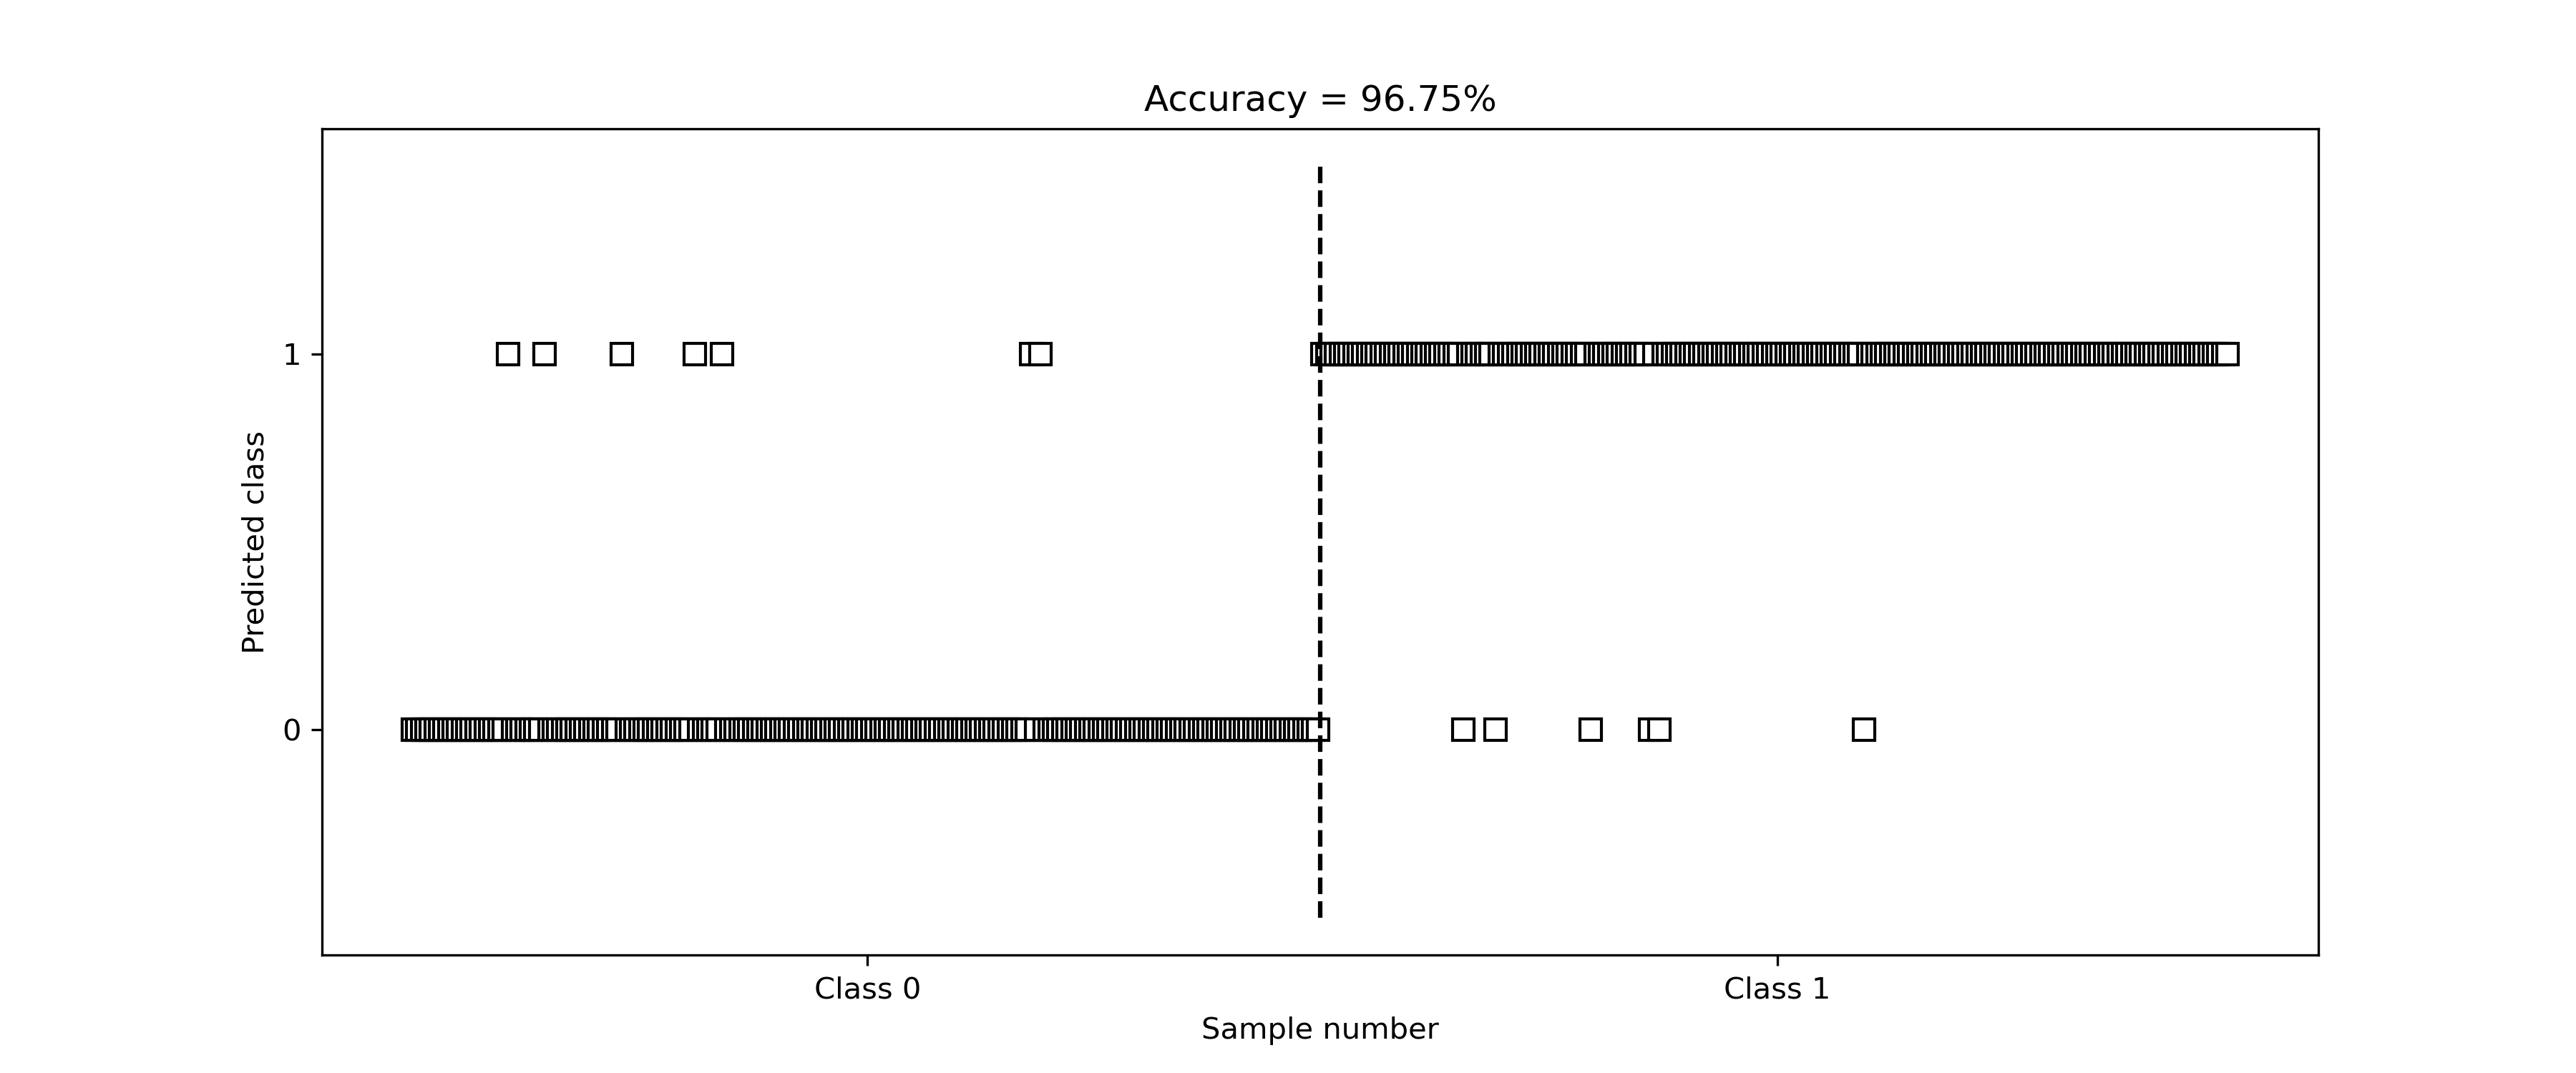 Accuracy = 96.75%
1
Predicted class
0
Class 0
Class 1
Sample number